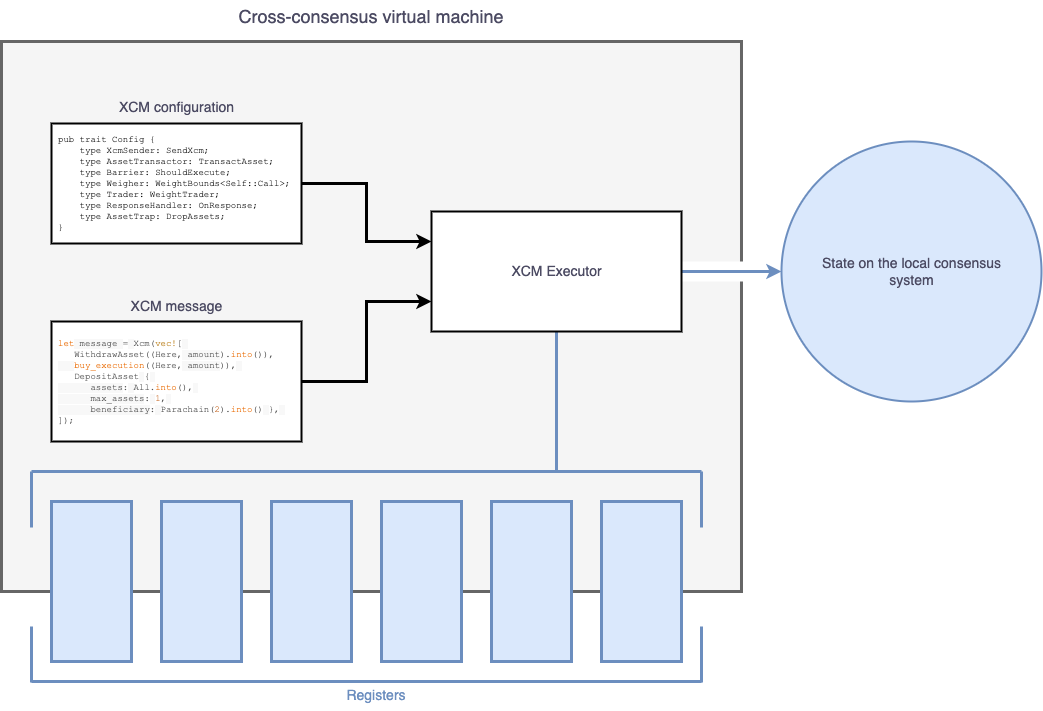 Cross-consensus virtual machine
XCM configuration
pub trait Config {
    type XcmSender: SendXcm;
    type AssetTransactor: TransactAsset;
    type Barrier: ShouldExecute;
    type Weigher: WeightBounds<Self::Call>;
    type Trader: WeightTrader;
    type ResponseHandler: OnResponse;
    type AssetTrap: DropAssets;
}
XCM message
let message = Xcm(vec![
   WithdrawAsset((Here, amount).into()),
   buy_execution((Here, amount)),
   DepositAsset {
      assets: All.into(),
      max_assets: 1,
      beneficiary: Parachain(2).into() },
]);
XCM Executor
State on the local consensus
system
Registers